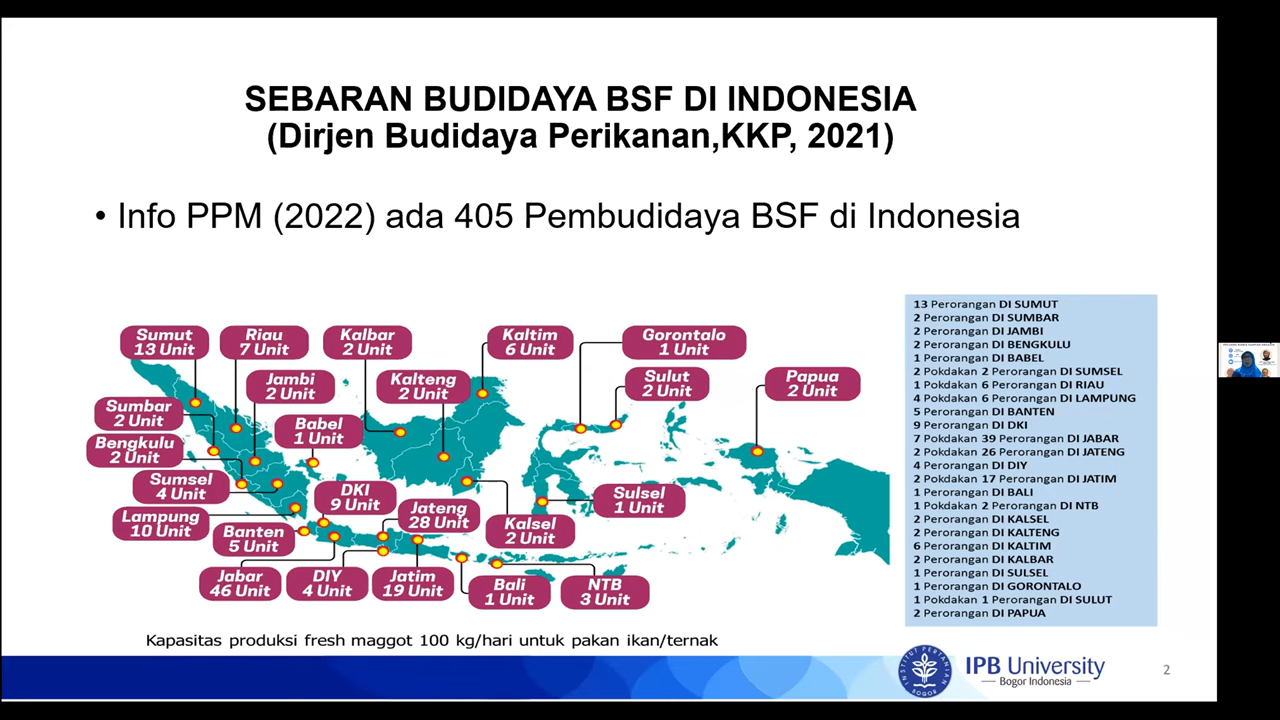 SEBARAN BUDIDAYA BSF DI INDONESIA
(Dirjen Budidaya Perikanan,KKP, 2021)
• Info PPM (2022) ada 405 Pembudidaya BSF di Indonesia
Sumut
13 Unit
Riau
7 Unit
Kalbar
2 Unit
Kaltim
6 Unit
Gorontalo
1 Unit
Jambi
2 Unit
Kalteng
2 Unit
Sulut
2 Unit
Papua
2 Unit
Sumbar
2 Unit
Babel
1 Unit
Bengkulu
2 Unit
Sumsel
4 Unit
DKI
9 Unit
Jateng
28 Unit
Sulsel
1 Unit
Lampung
10 Unit
Banten
5 Unit
Kalsel
2 Unit
Jabar
46 Unit
DIY
4 Unit
Jatim
19 Unit
Bali
1 Unit
NTB
3 Unit
13 Perorangan DI SUMUT
2 Perorangan DI SUMBAR
2 Perorangan DI JAMBI
2 Perorangan DI BENGKULU
1 Perorangan DI BABEL
2 Pokdakan 2 Perorangan DI SUMSEL
1 Pokdakan 6 Perorangan DI RIAU
4 Pokdakan 6 Perorangan DI LAMPUNG
5 Perorangan DI BANTEN
9 Perorangan DI DKI
7 Pokdakan 39 Perorangan DI JABAR
2 Pokdakan 26 Perorangan DI JATENG
4 Perorangan DI DIY
2 Pokdakan 17 Perorangan DI JATIM
1 Perorangan DI BALI
1 Pokdakan 2 Perorangan DI NTB
2 Perorangan DI KALSEL
2 Perorangan DI KALTENG
6 Perorangan DI KALTIM
2 Perorangan DI KALBAR
1 Perorangan DI SULSEL
1 Perorangan DI GORONTALO
1 Pokdakan 1 Perorangan DI SULUT
2 Perorangan DI PAPUA
Kapasitas produksi fresh maggot 100 kg/hari untuk pakan ikan/ternak
INSTITUT PERTANIAN
BOGOR
IPB University
Bogor Indonesia
2